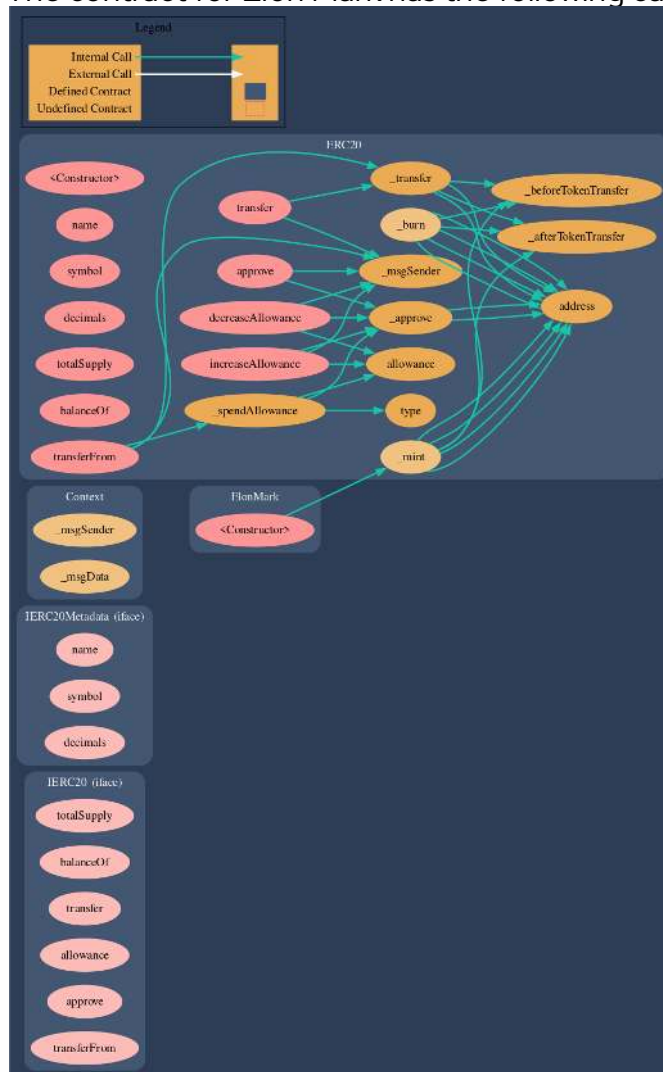 Legend
Internal Call
External Call
Defined Contract
Undefined Contract
ERC20
<Constructor>
name
symbol
decimals
totalSupply
balanceOf
transferFrom
transfer
approve
decreaseAllowance
increaseAllowance
_spendAllowance
_transfer
_burn
_msgSender
_approve
allowance
type
_mint
_beforeTokenTransfer
_afterTokenTransfer
address
Context
_msgSender
_msgData
ElonMark
<Constructor>
IERC20Metadata (iface)
name
symbol
decimals
IERC20 (iface)
totalSupply
balanceOf
transfer
allowance
approve
transferFrom